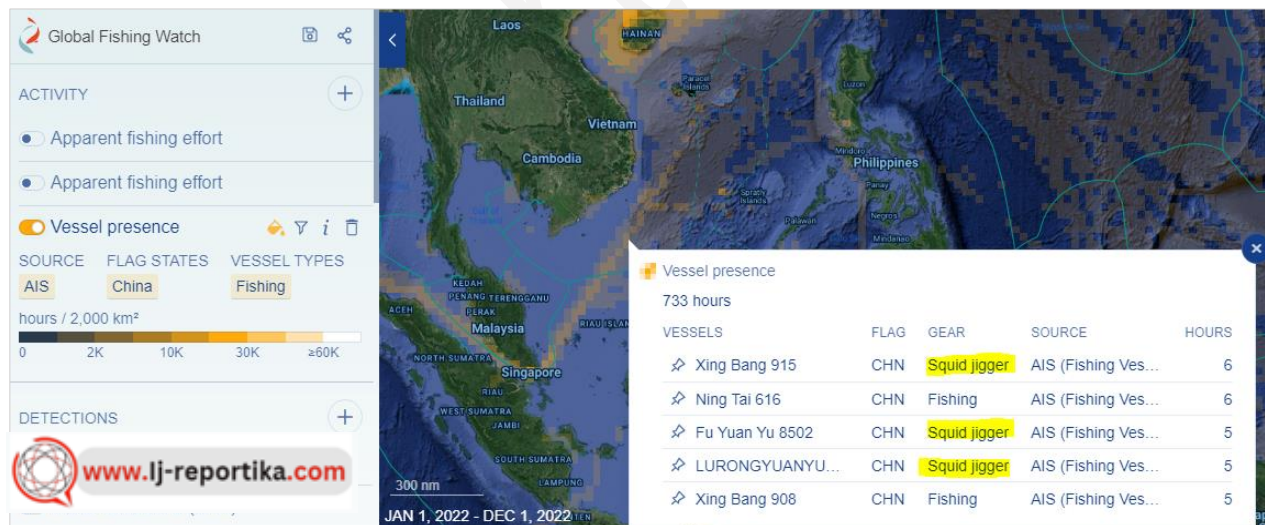 Global Fishing Watch
ACTIVITY
Apparent fishing effort
Apparent fishing effort
Vessel presence
SOURCE FLAG STATES VESSEL TYPES
AIS China Fishing
hours / 2,000 km²
0 2K 10K 30K ≥60K
DETECTIONS
www.lj-reportika.com
Laos
HAINAN
Paracel Islands
Luzon
Thailand
Vietnam
Cambodia
Mindoro
Philippines
Panay
Spratly Islands
Negros
Palawan
Mindanao
KEDAH
PENANG TERENGGANU
ACEH
PERAK
Malaysia
NORTH SUMATRA
Singapore
RIAU
WEST SUMATRA
JAMBI
SOUTH SUMATRA
LAMPUNG
300 nm
JAN 1, 2022 - DEC 1, 2022
Vessel presence
733 hours
VESSELS FLAG GEAR SOURCE HOURS
Xing Bang 915 CHN Squid jigger AIS (Fishing Ves... 6
Ning Tai 616 CHN Fishing AIS (Fishing Ves... 6
Fu Yuan Yu 8502 CHN Squid jigger AIS (Fishing Ves... 5
LURONGYUANYU... CHN Squid jigger AIS (Fishing Ves... 5
Xing Bang 908 CHN Fishing AIS (Fishing Ves... 5